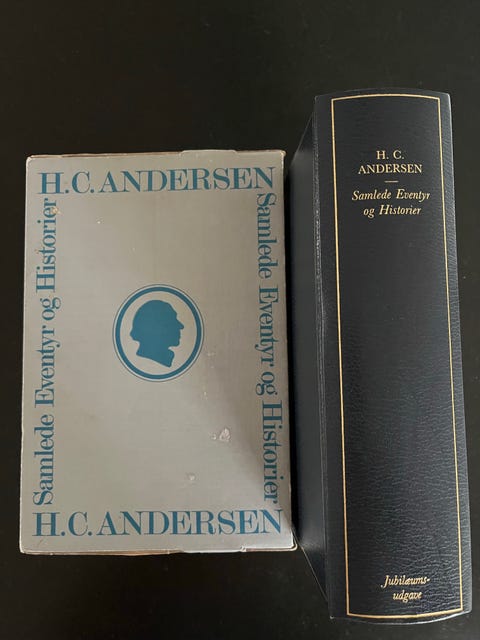 H.C. ANDERSEN
Samlede Eventyr og Historier
Samlede Eventyr og Historier
H.C. ANDERSEN
H. C.
ANDERSEN
Samlede Eventyr
og Historier
Jubilæums-
udgave